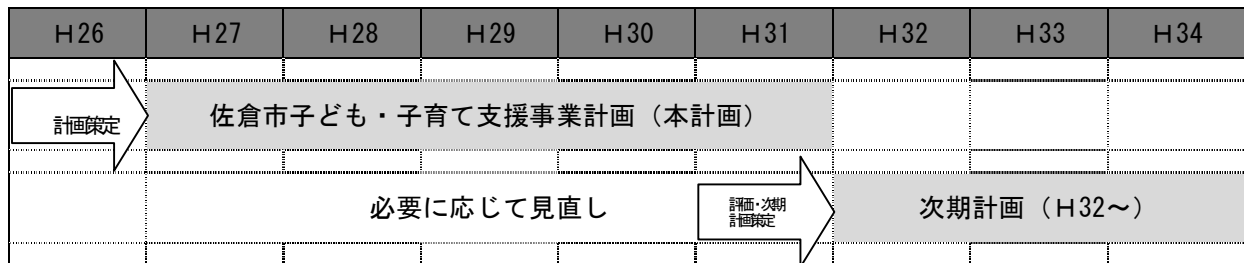 H26 H27 H28 H29 H30 H31 H32 H33 H34
計画策定
佐倉市子ども・子育て支援事業計画（本計画）
必要に応じて見直し
評価・次期
計画策定
次期計画（H32～）